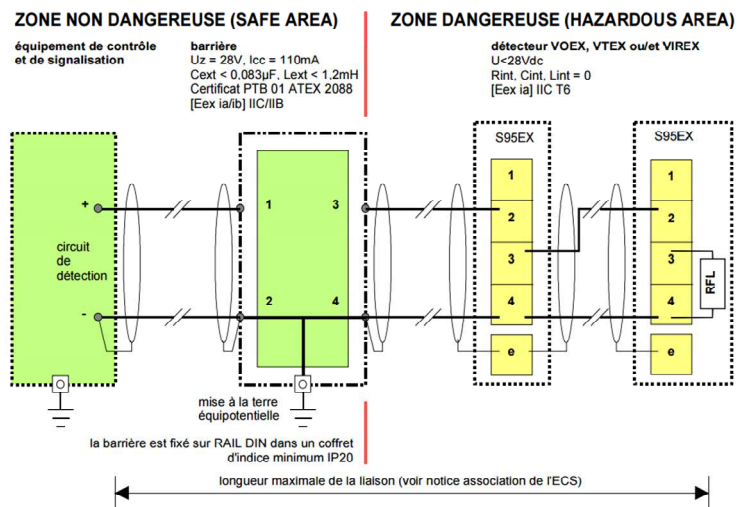 ZONE NON DANGEREUSE (SAFE AREA)
ZONE DANGEREUSE (HAZARDOUS AREA)
équipement de contrôle
et de signalisation
barrière
Uz = 28V, Icc = 110mA
Cext < 0,083µF, Lext < 1,2mH
Certificat PTB 01 ATEX 2088
[Eex ia/ib] IIC/IIB
détecteur VOEX, VTEX ou/et VIREX
U<28Vdc
Rint, Cint, Lint = 0
[Eex ia] IIC T6
S95EX
S95EX
+
circuit
de
détection
-
1
3
2
4
1
2
3
4
e
1
2
3
4
e
RFL
mise à la terre
équipotentielle
la barrière est fixé sur RAIL DIN dans un coffret
d'indice minimum IP20
longueur maximale de la liaison (voir notice association de l'ECS)